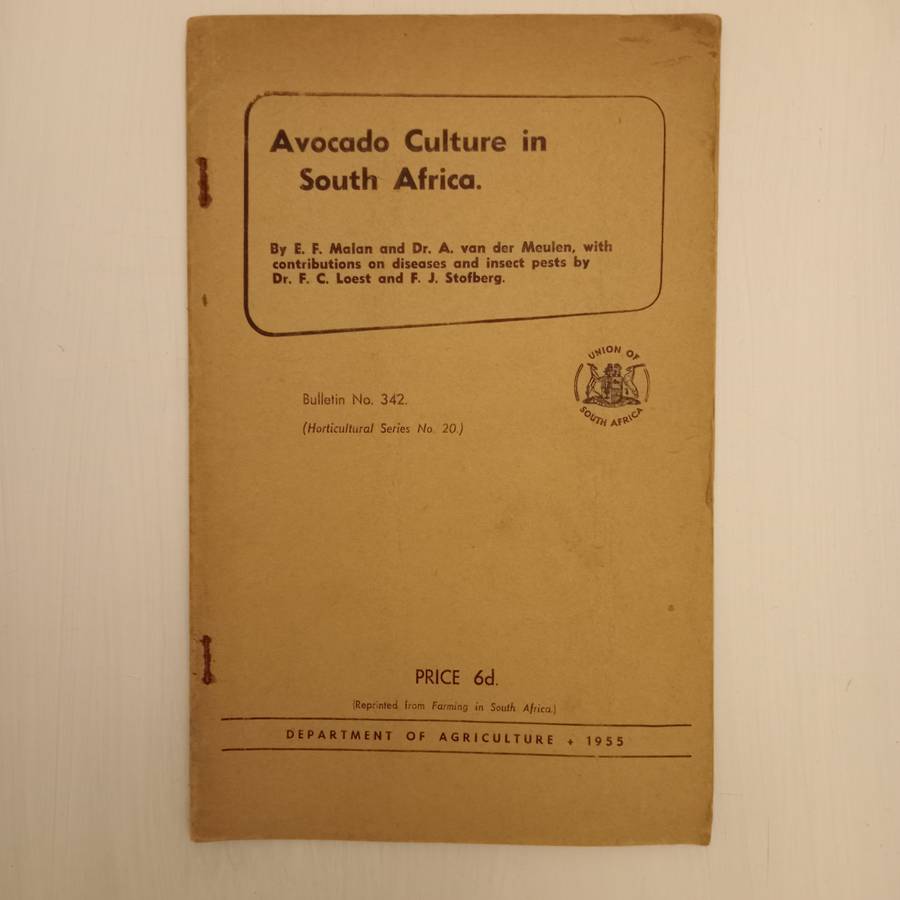 Avocado Culture in
South Africa.
By E. F. Malan and Dr. A. van der Meulen, with
contributions on diseases and insect pests by
Dr. F. C. Loest and F. J. Stofberg.
UNION OF
SOUTH AFRICA
Bulletin No. 342.
(Horticultural Series No. 20.)
PRICE 6d.
(Reprinted from Farming in South Africa.)
DEPARTMENT OF AGRICULTURE + 1955